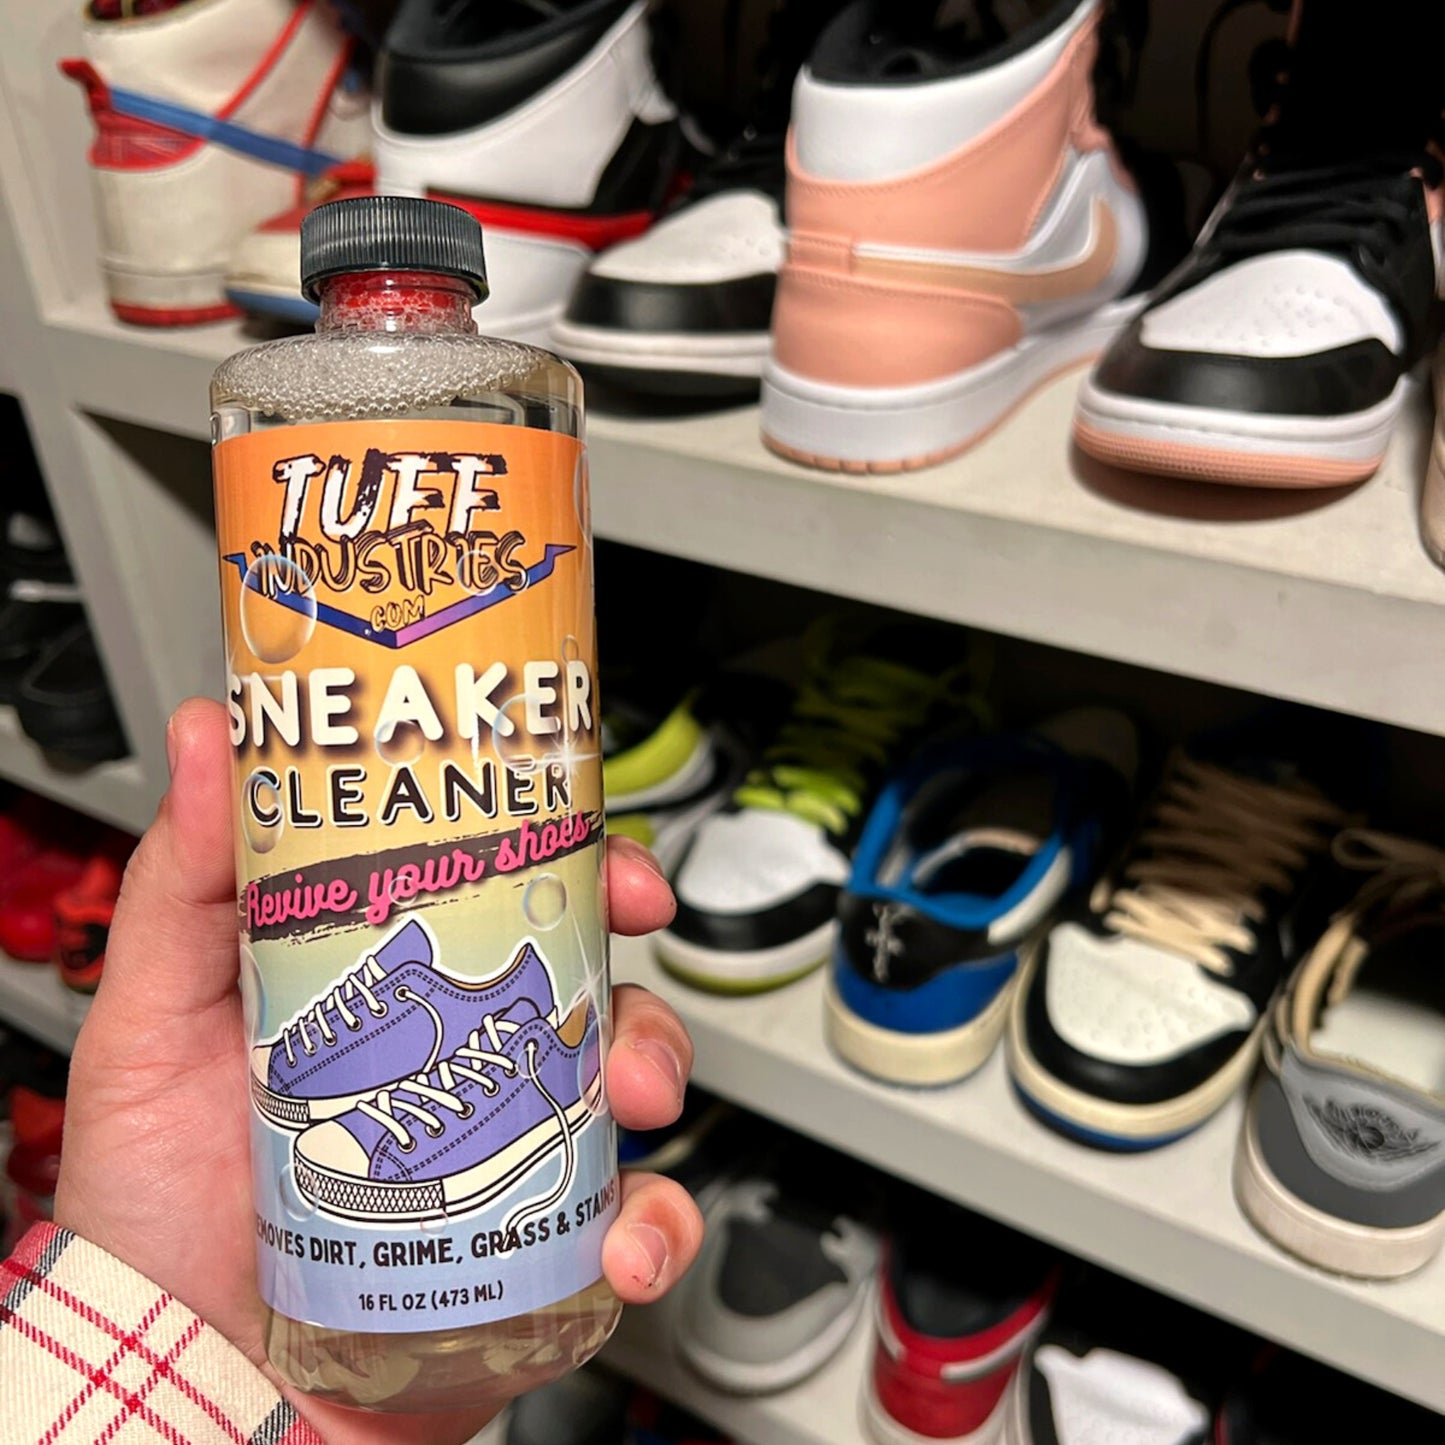 TUFF
INDUSTRIES
.COM
SNEAKER
CLEANER
Revive your shoes
REMOVES DIRT, GRIME, GRASS & STAINS
16 FL OZ (473 ML)